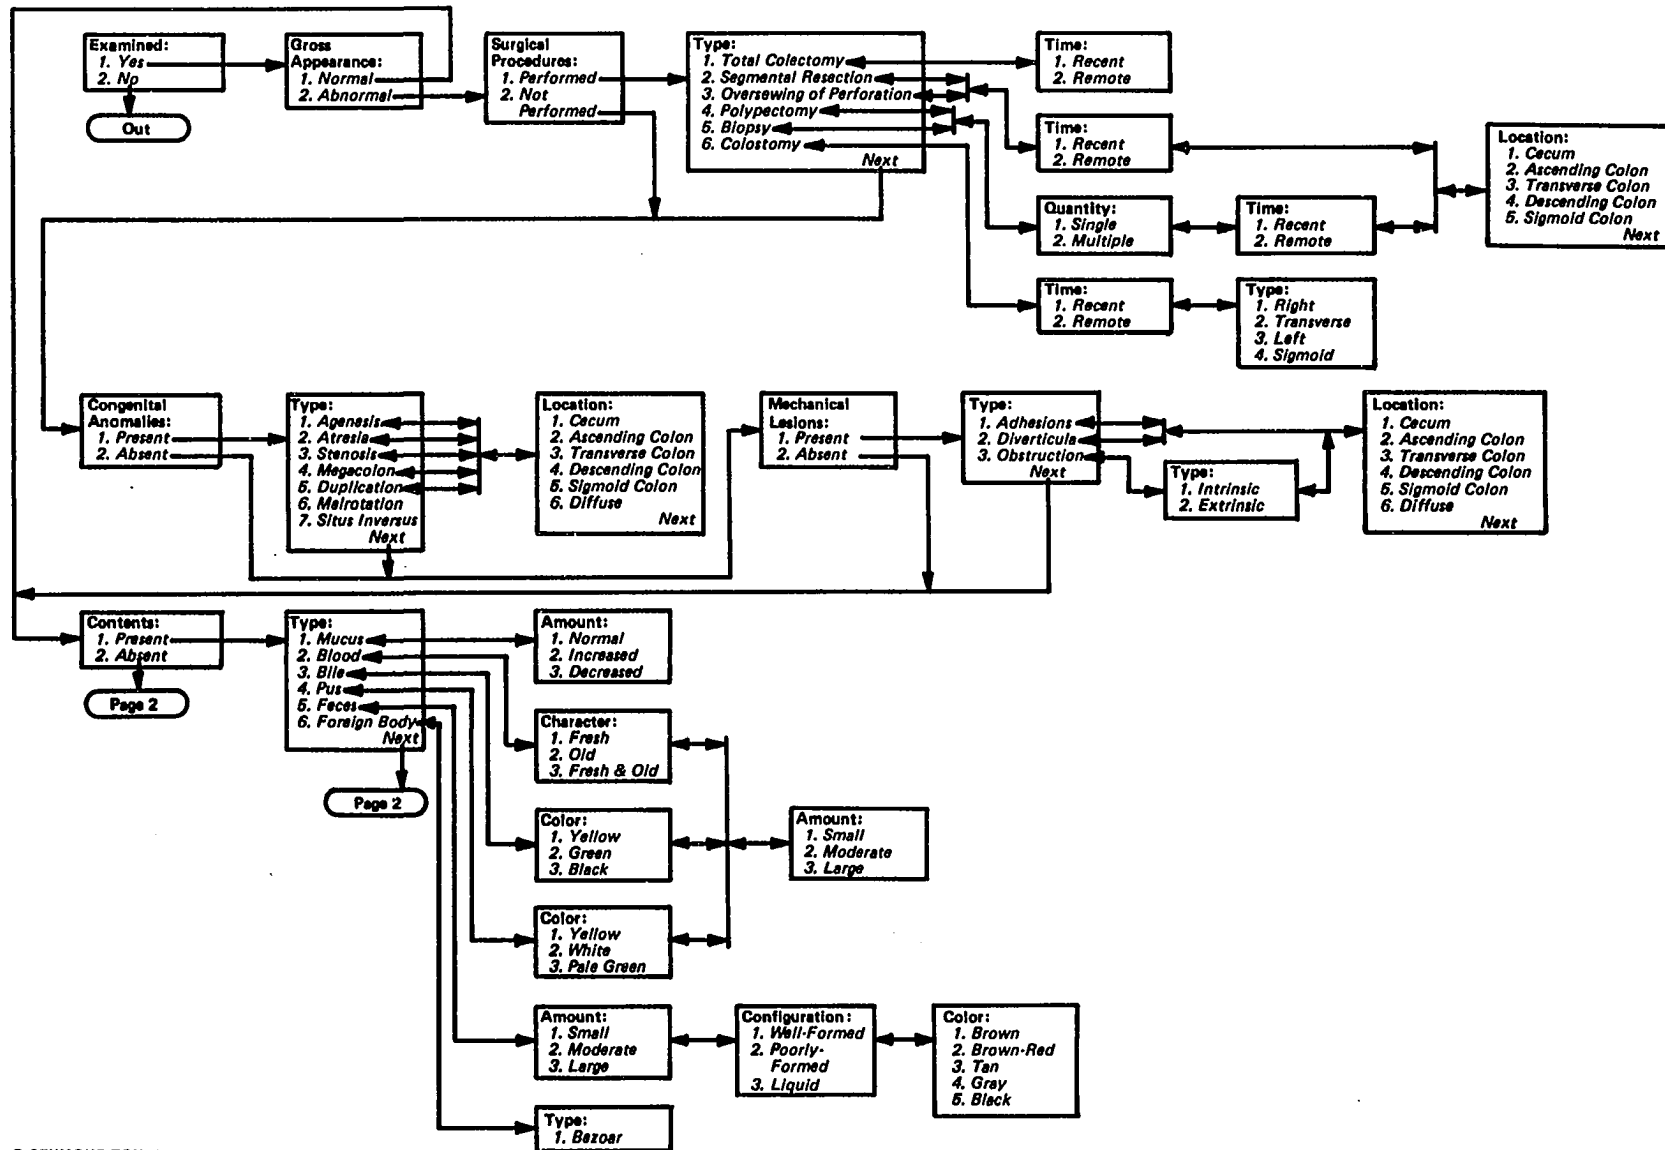 Examined:
1. Yes
2. No
Out
Gross
Appearance:
1. Normal
2. Abnormal
Surgical
Procedures:
1. Performed
2. Not
Performed
Type:
1. Total Colectomy
2. Segmental Resection
3. Oversewing of Perforation
4. Polypectomy
5. Biopsy
6. Colostomy
Next
Time:
1. Recent
2. Remote
Time:
1. Recent
2. Remote
Quantity:
1. Single
2. Multiple
Time:
1. Recent
2. Remote
Location:
1. Cecum
2. Ascending Colon
3. Transverse Colon
4. Descending Colon
5. Sigmoid Colon
Next
Time:
1. Recent
2. Remote
Type:
1. Right
2. Transverse
3. Left
4. Sigmoid
Congenital
Anomalies:
1. Present
2. Absent
Type:
1. Agenesis
2. Atresia
3. Stenosis
4. Megacolon
5. Duplication
6. Malrotation
7. Situs Inversus
Next
Location:
1. Cecum
2. Ascending Colon
3. Transverse Colon
4. Descending Colon
5. Sigmoid Colon
6. Diffuse
Next
Mechanical
Lesions:
1. Present
2. Absent
Type:
1. Adhesions
2. Diverticula
3. Obstruction
Next
Type:
1. Intrinsic
2. Extrinsic
Location:
1. Cecum
2. Ascending Colon
3. Transverse Colon
4. Descending Colon
5. Sigmoid Colon
6. Diffuse
Next
Contents:
1. Present
2. Absent
Page 2
Type:
1. Mucus
2. Blood
3. Bile
4. Pus
5. Feces
6. Foreign Body
Next
Page 2
Amount:
1. Normal
2. Increased
3. Decreased
Character:
1. Fresh
2. Old
3. Fresh & Old
Color:
1. Yellow
2. Green
3. Black
Amount:
1. Small
2. Moderate
3. Large
Color:
1. Yellow
2. White
3. Pale Green
Amount:
1. Small
2. Moderate
3. Large
Configuration:
1. Well-Formed
2. Poorly-
Formed
3. Liquid
Color:
1. Brown
2. Brown-Red
3. Tan
4. Gray
5. Black
Type:
1. Bezoar